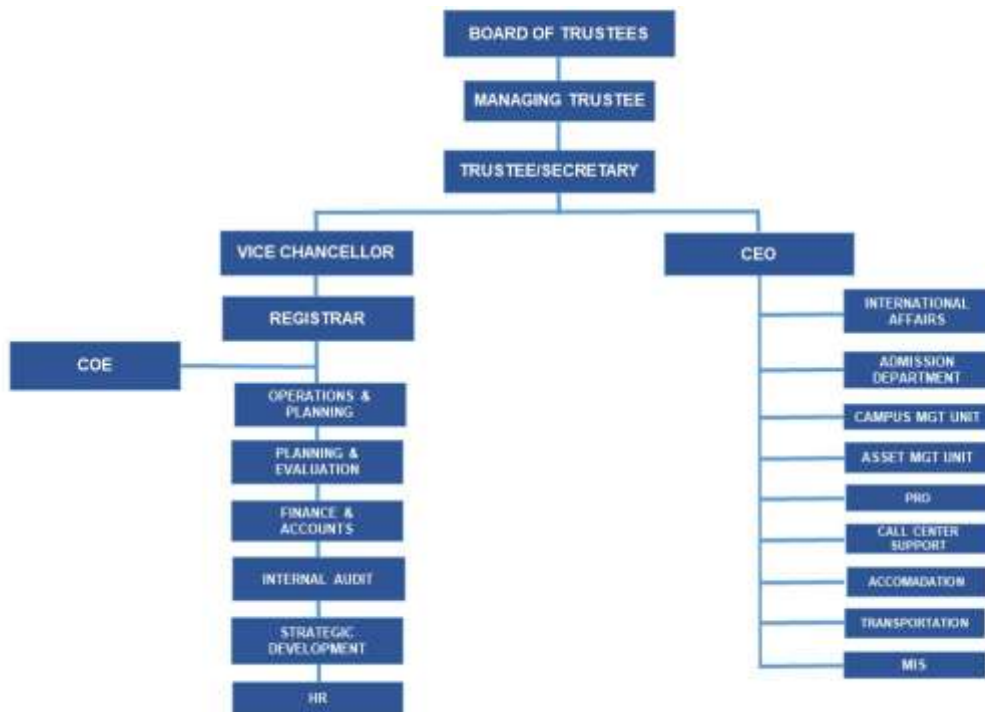 BOARD OF TRUSTEES
MANAGING TRUSTEE
TRUSTEE/SECRETARY
VICE CHANCELLOR
CEO
REGISTRAR
COE
OPERATIONS &
PLANNING
PLANNING &
EVALUATION
FINANCE &
ACCOUNTS
INTERNAL AUDIT
STRATEGIC
DEVELOPMENT
HR
INTERNATIONAL
AFFAIRS
ADMISSION
DEPARTMENT
CAMPUS MGT UNIT
ASSET MGT UNIT
PRO
CALL CENTER
SUPPORT
ACCOMADATION
TRANSPORTATION
MIS